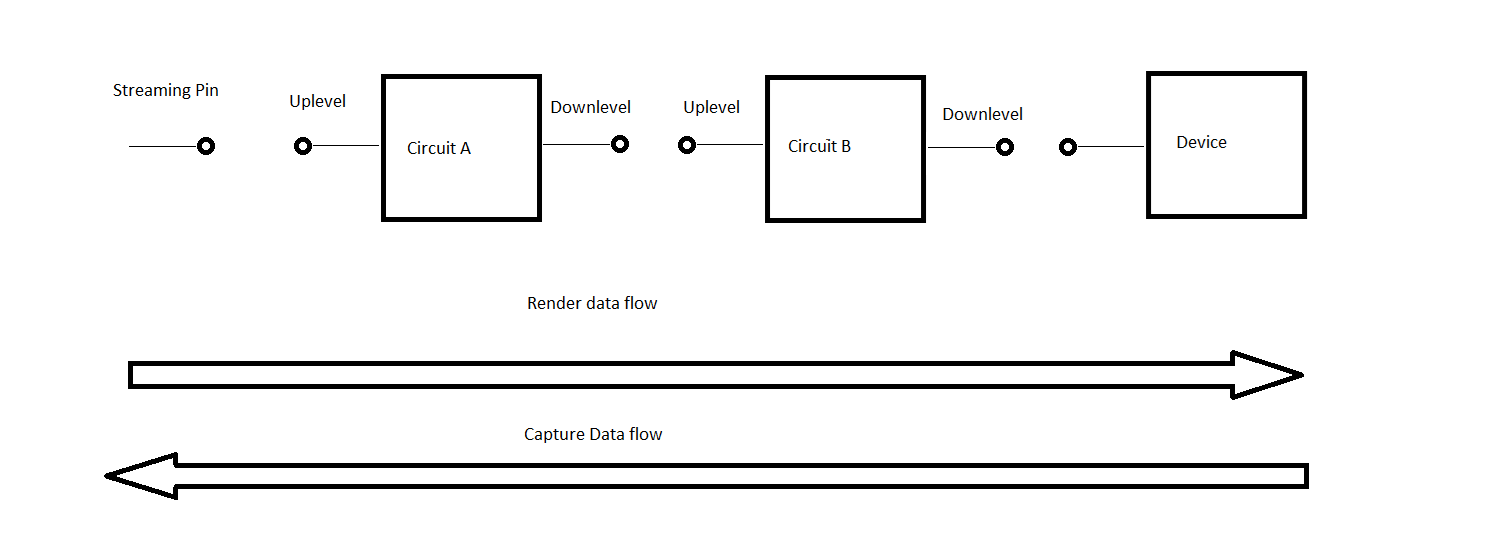 Streaming Pin
Uplevel
Circuit A
Downlevel
Uplevel
Circuit B
Downlevel
Device
Render data flow
Capture Data flow